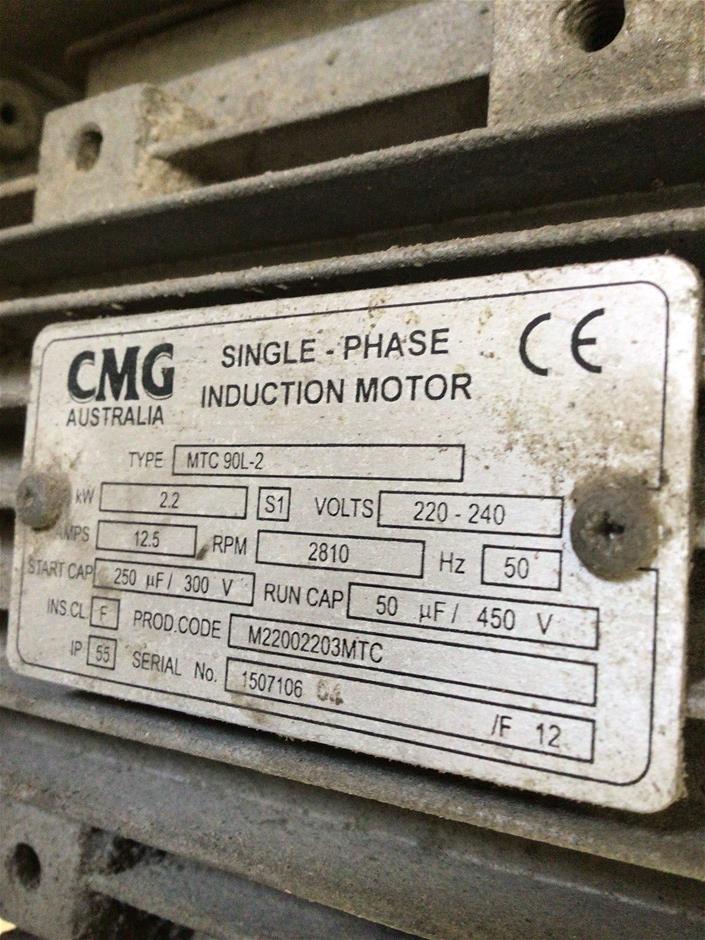 CMG
AUSTRALIA
SINGLE - PHASE
INDUCTION MOTOR
CE
TYPE MTC 90L-2
kW 2.2 S1 VOLTS 220 - 240
AMPS 12.5 RPM 2810 Hz 50
START CAP 250 µF / 300 V RUN CAP 50 µF / 450 V
INS.CL F PROD.CODE M22002203MTC
IP 55 SERIAL No. 1507106
/F 12